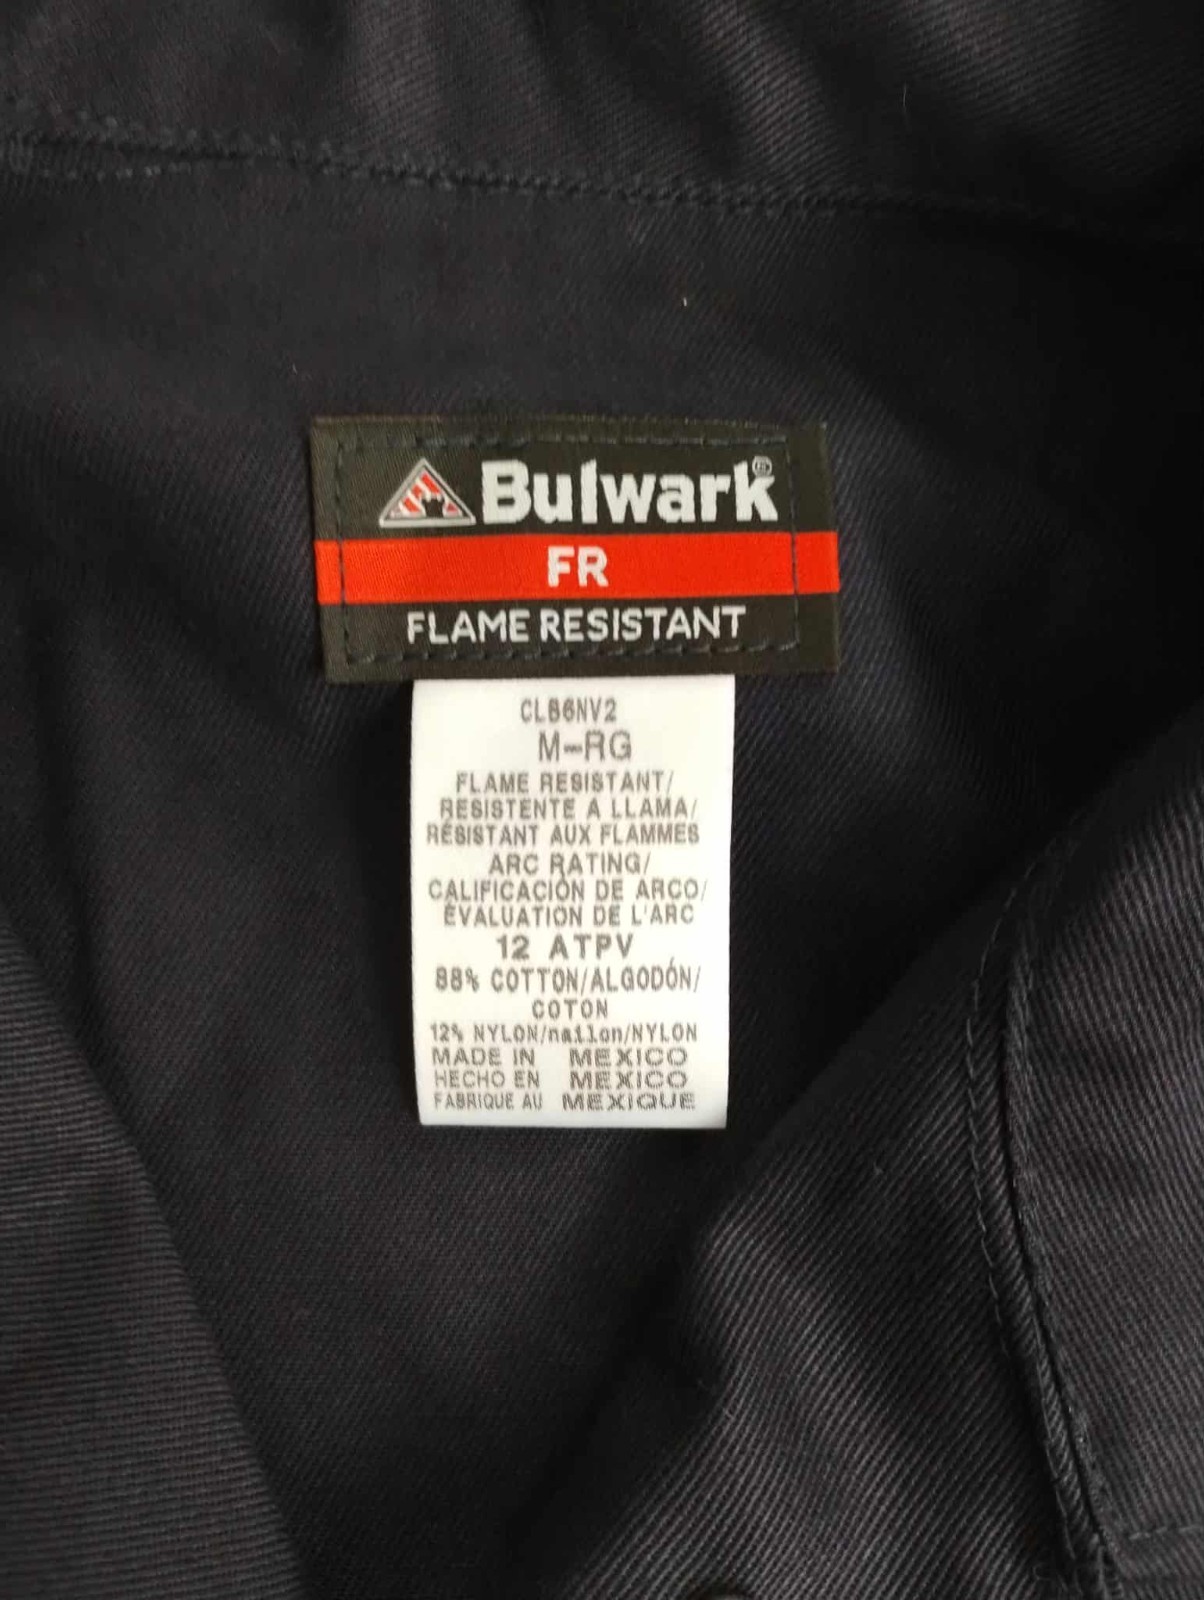 Bulwark®
FR
FLAME RESISTANT
CLB6NV2
M-RG
FLAME RESISTANT/
RESISTENTE A LLAMA/
RÉSISTANT AUX FLAMMES
ARC RATING/
CALIFICACIÓN DE ARCO/
ÉVALUATION DE L'ARC
12 ATPV
88% COTTON/ALGODÓN/
COTON
12% NYLON/nailon/NYLON
MADE IN MEXICO
HECHO EN MEXICO
FABRIQUE AU MEXIQUE